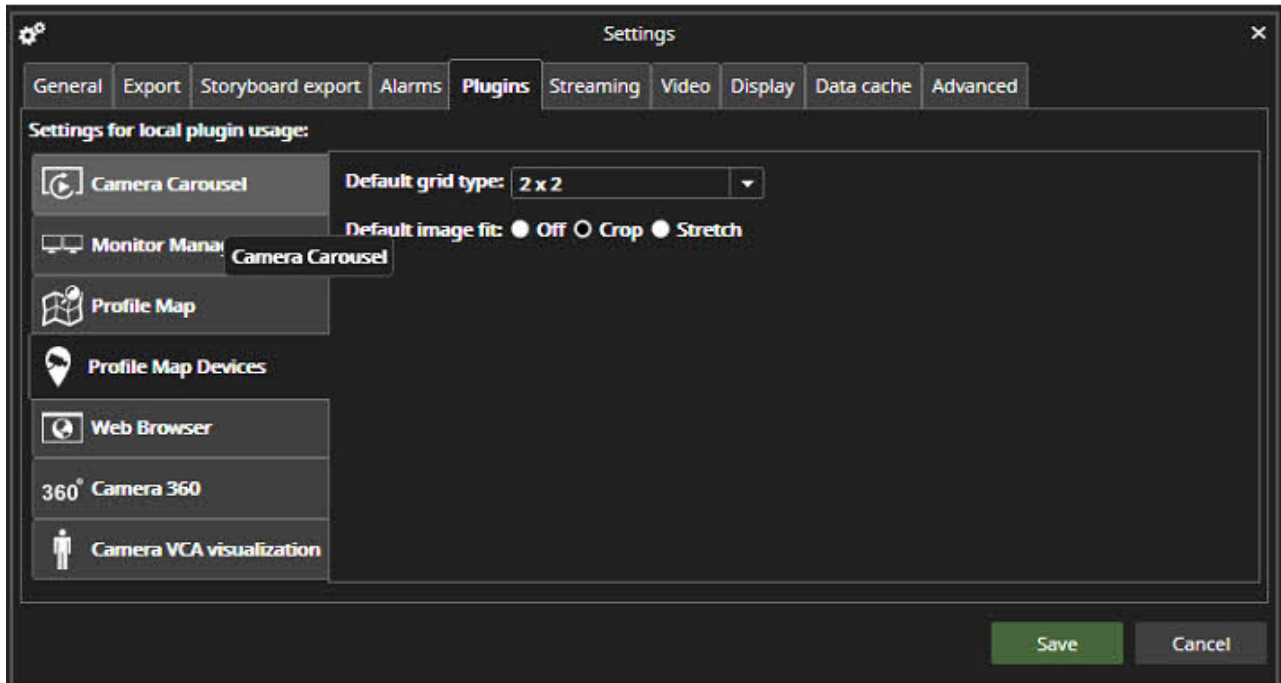 Settings
General Export Storyboard export Alarms Plugins Streaming Video Display Data cache Advanced
Settings for local plugin usage:
Camera Carousel
Default grid type: 2 x 2
Default image fit: Off Crop Stretch
Monitor
Camera Carousel
Profile Map
Profile Map Devices
Web Browser
360° Camera 360
Camera VCA visualization
Save Cancel